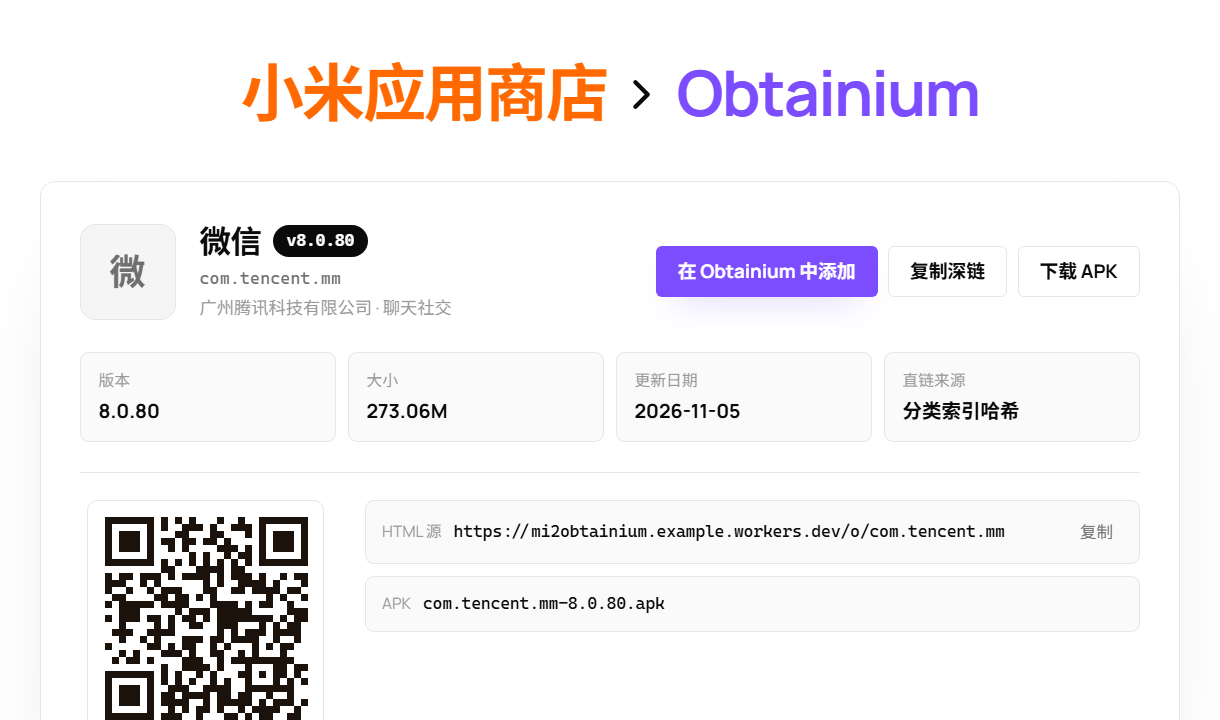 小米应用商店 > Obtainium
微
微信 v8.0.80
com.tencent.mm
广州腾讯科技有限公司 · 聊天社交
在 Obtainium 中添加
复制深链
下载 APK
版本
8.0.80
大小
273.06M
更新日期
2026-11-05
直链来源
分类索引哈希
HTML 源 https://mi2obtainium.example.workers.dev/o/com.tencent.mm 复制
APK com.tencent.mm-8.0.80.apk